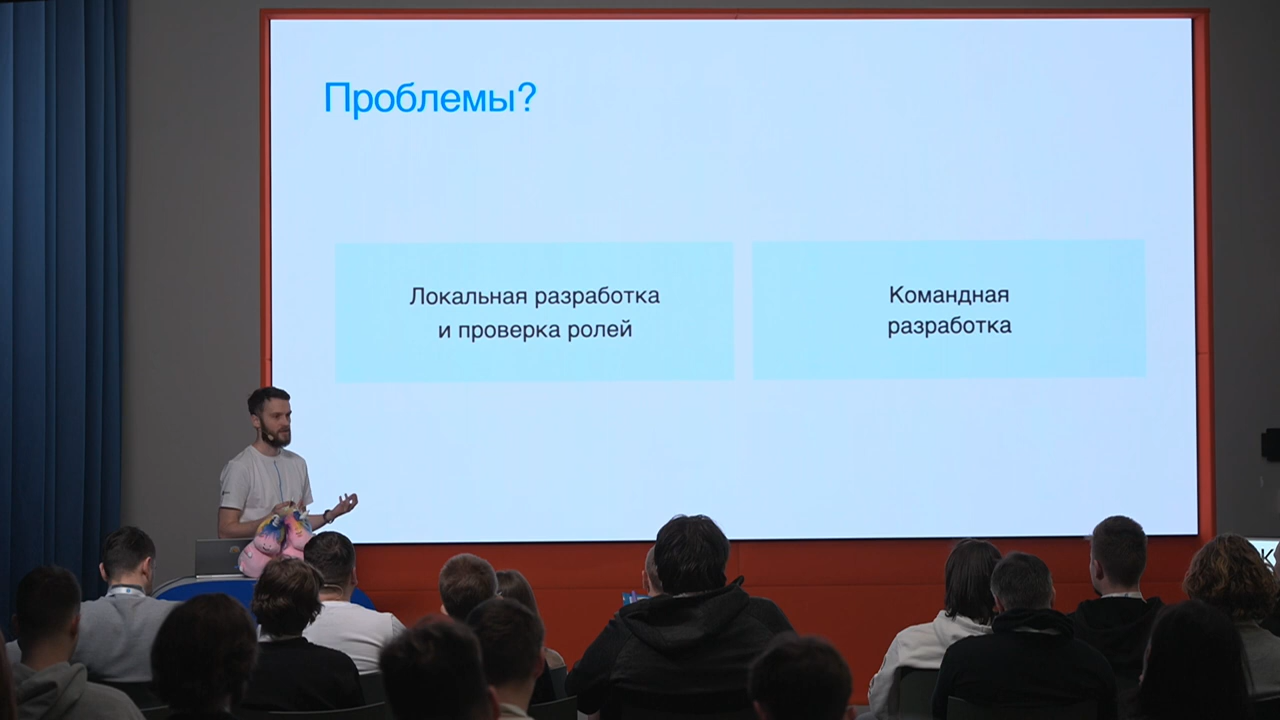 Проблемы?
Локальная разработка
и проверка ролей
Командная
разработка